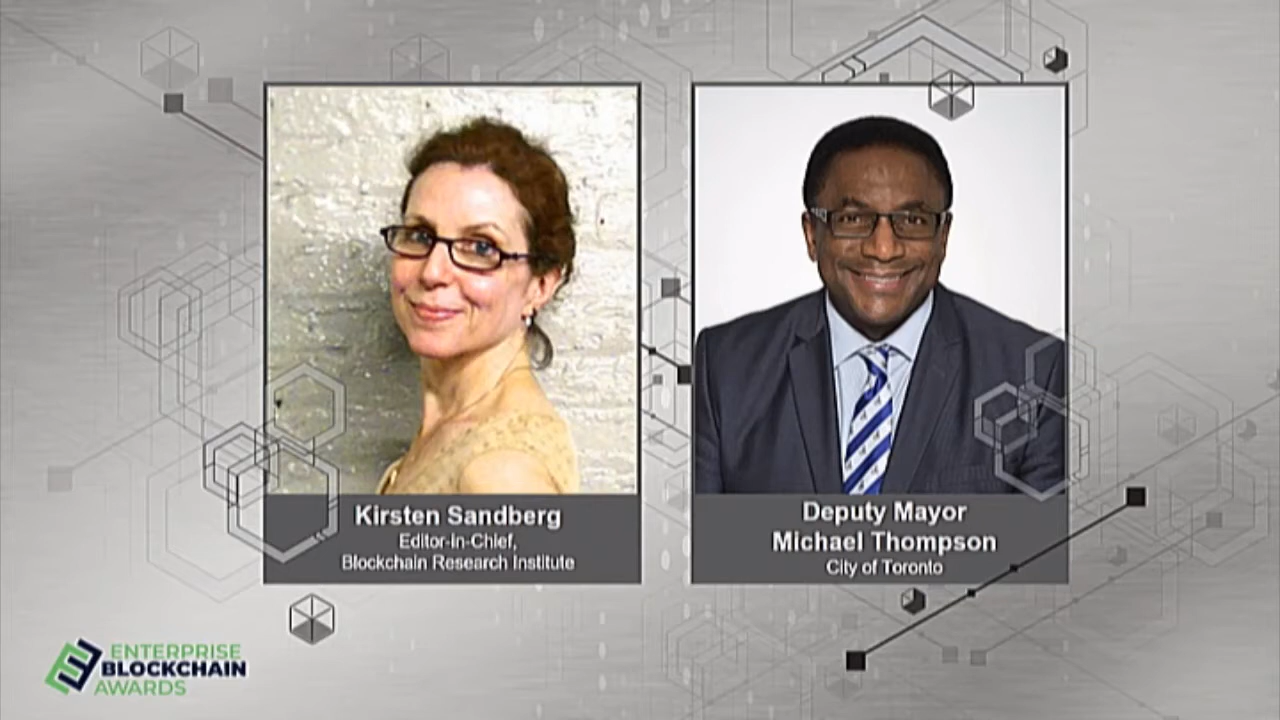 Kirsten Sandberg
Editor-in-Chief,
Blockchain Research Institute
Deputy Mayor
Michael Thompson
City of Toronto
ENTERPRISE
BLOCKCHAIN
AWARDS